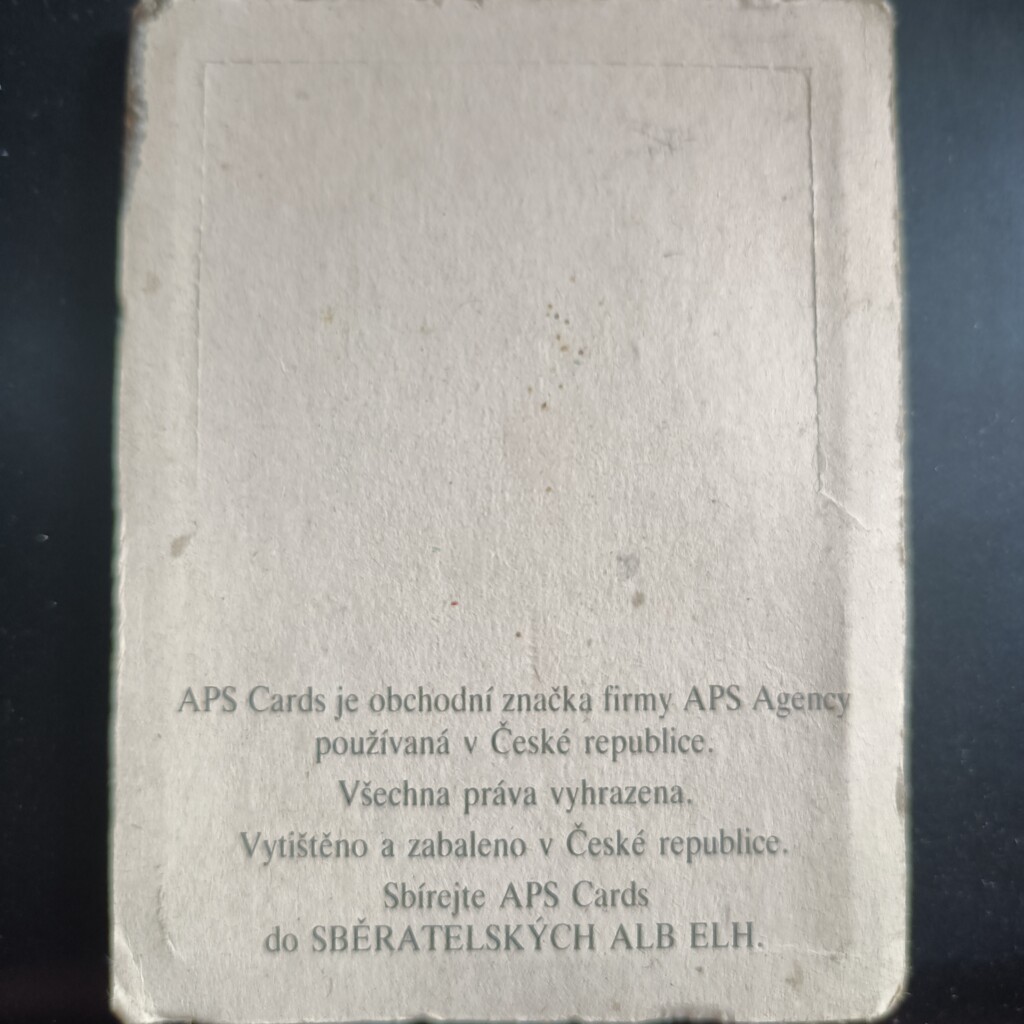 APS Cards je obchodní značka firmy APS Agency
používaná v České republice.
Všechna práva vyhrazena.
Vytištěno a zabaleno v České republice.
Sbírejte APS Cards
do SBĚRATELSKÝCH ALB ELH.